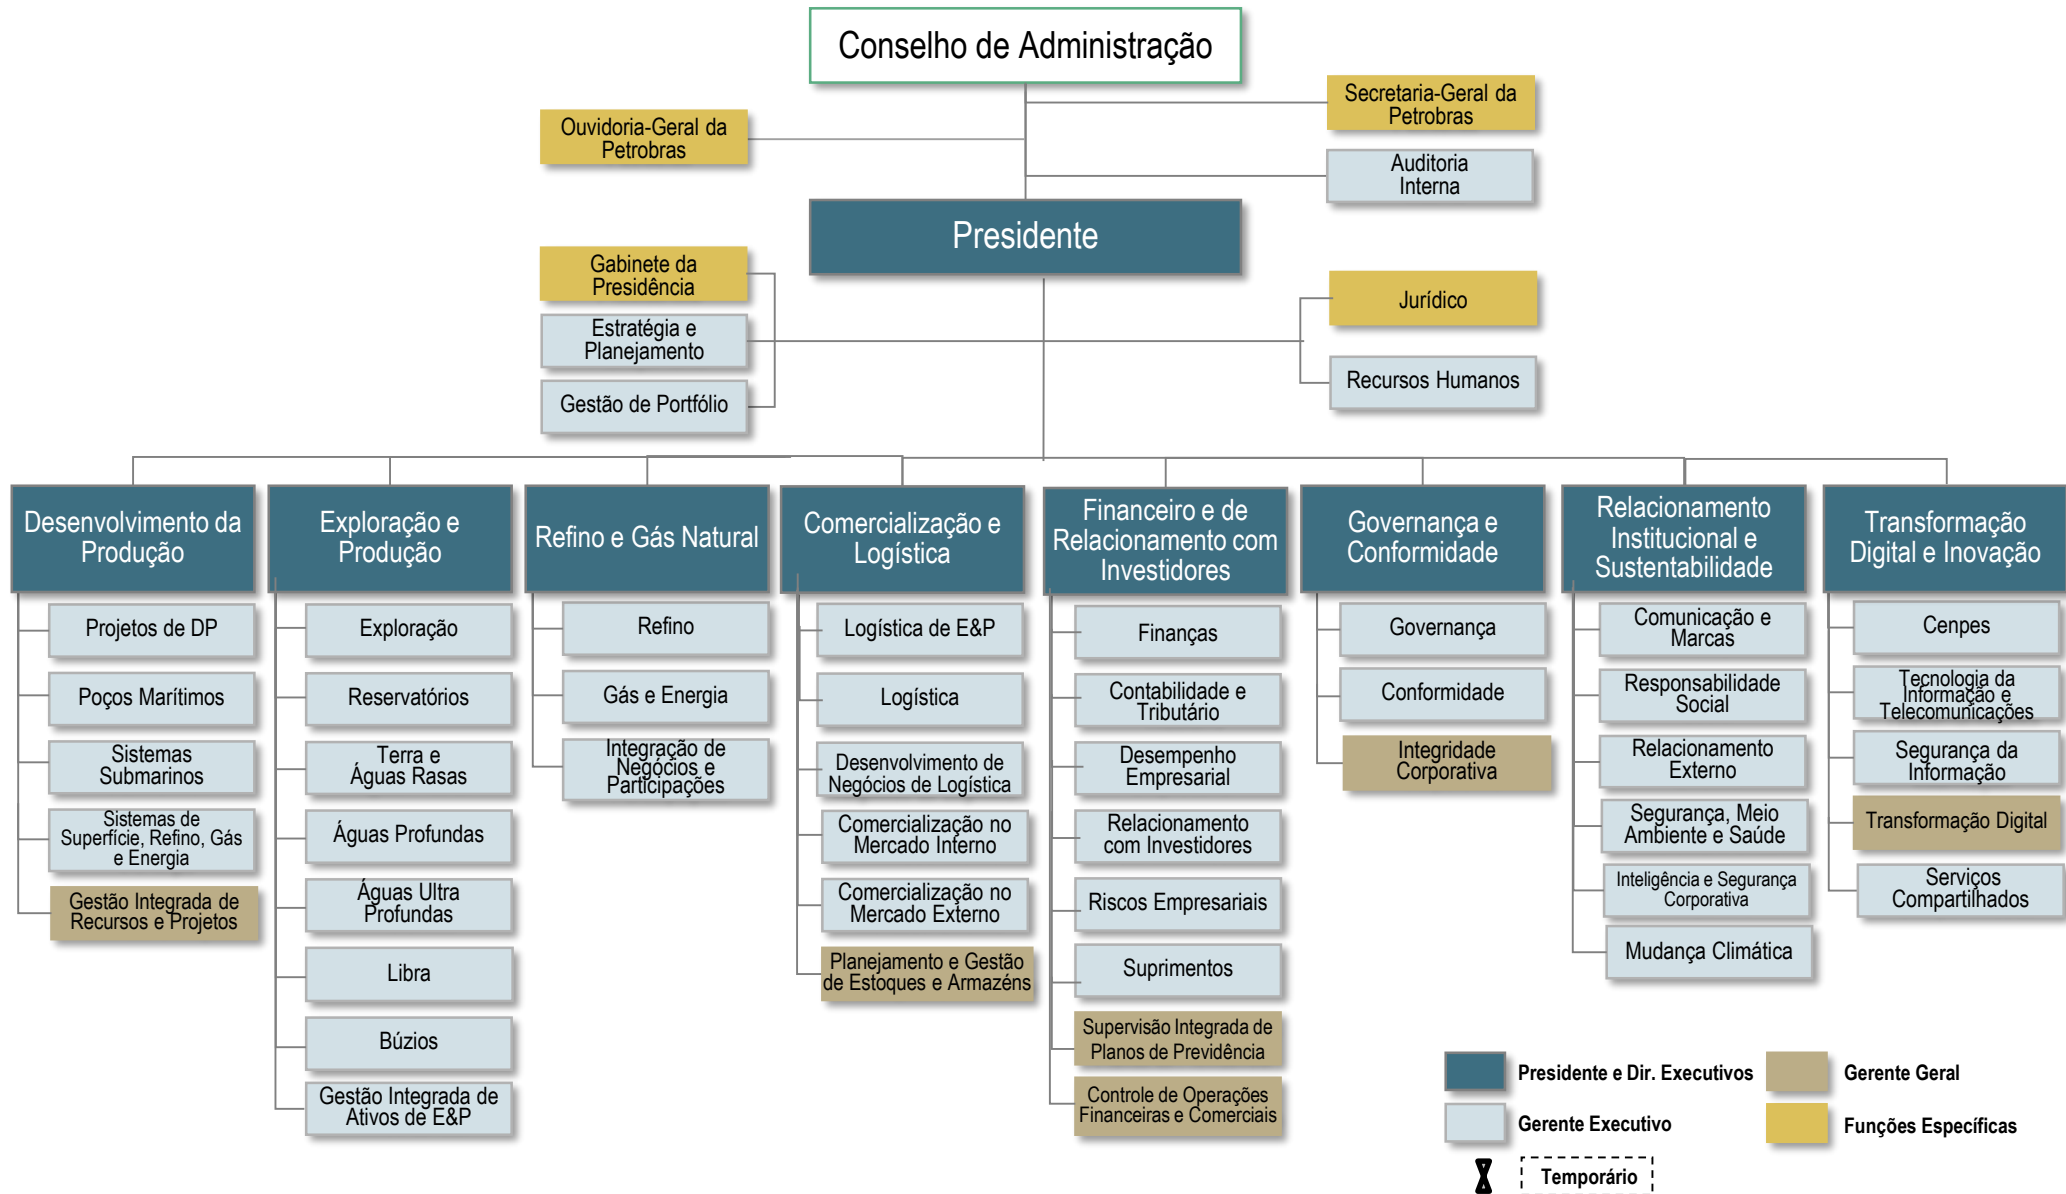 Conselho de Administração
Secretaria-Geral da
Petrobras
Ouvidoria-Geral da
Petrobras
Auditoria
Interna
Presidente
Gabinete da
Presidência
Jurídico
Estratégia e
Planejamento
Recursos Humanos
Gestão de Portfólio
Desenvolvimento da
Produção
Projetos de DP
Poços Marítimos
Sistemas
Submarinos
Sistemas de
Superfície, Refino, Gás
e Energia
Gestão Integrada de
Recursos e Projetos
Exploração e
Produção
Exploração
Reservatórios
Terra e
Águas Rasas
Águas Profundas
Águas Ultra
Profundas
Libra
Búzios
Gestão Integrada de
Ativos de E&P
Refino e Gás Natural
Refino
Gás e Energia
Integração de
Negócios e
Participações
Comercialização e
Logística
Logística de E&P
Logística
Desenvolvimento de
Negócios de Logística
Comercialização no
Mercado Interno
Comercialização no
Mercado Externo
Planejamento e Gestão
de Estoques e Armazéns
Financeiro e de
Relacionamento com
Investidores
Finanças
Contabilidade e
Tributário
Desempenho
Empresarial
Relacionamento
com Investidores
Riscos Empresariais
Suprimentos
Supervisão Integrada de
Planos de Previdência
Controle de Operações
Financeiras e Comerciais
Governança e
Conformidade
Governança
Conformidade
Integridade
Corporativa
Relacionamento
Institucional e
Sustentabilidade
Comunicação e
Marcas
Responsabilidade
Social
Relacionamento
Externo
Segurança, Meio
Ambiente e Saúde
Inteligência e Segurança
Corporativa
Mudança Climática
Transformação
Digital e Inovação
Cenpes
Tecnologia da
Informação e
Telecomunicações
Segurança da
Informação
Transformação Digital
Serviços
Compartilhados
Presidente e Dir. Executivos
Gerente Geral
Gerente Executivo
Funções Específicas
Temporário